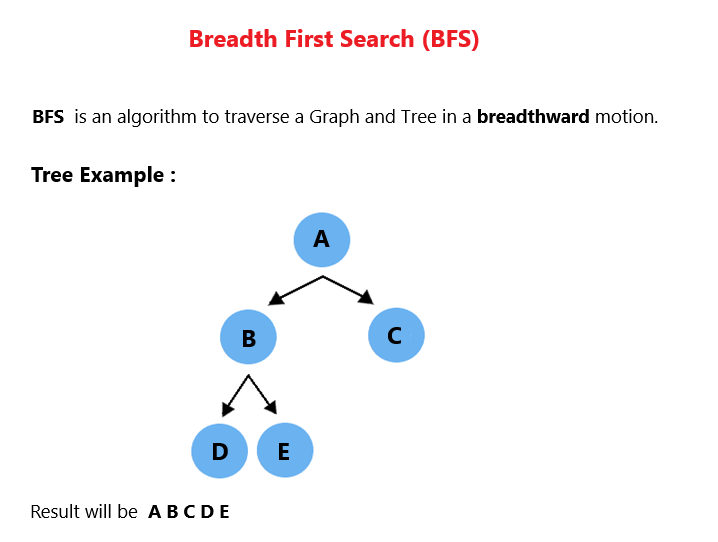 Breadth First Search (BFS)
BFS is an algorithm to traverse a Graph and Tree in a breadthward motion.
Tree Example :
A
B C
D E
Result will be A B C D E